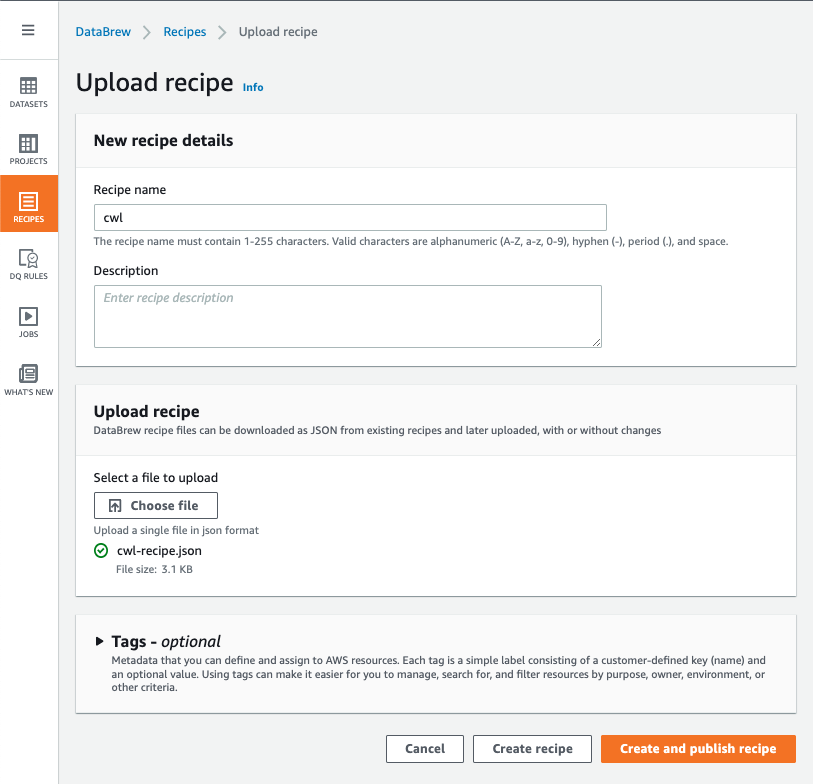 DataBrew > Recipes > Upload recipe
Upload recipe Info
DATASETS
PROJECTS
RECIPES
DQ RULES
JOBS
WHAT'S NEW
New recipe details
Recipe name
cwl
The recipe name must contain 1-255 characters. Valid characters are alphanumeric (A-Z, a-z, 0-9), hyphen (-), period (.), and space.
Description
Enter recipe description
Upload recipe
DataBrew recipe files can be downloaded as JSON from existing recipes and later uploaded, with or without changes
Select a file to upload
Choose file
Upload a single file in json format
cwl-recipe.json
File size: 3.1 KB
Tags - optional
Metadata that you can define and assign to AWS resources. Each tag is a simple label consisting of a customer-defined key (name) and
an optional value. Using tags can make it easier for you to manage, search for, and filter resources by purpose, owner, environment, or
other criteria.
Cancel Create recipe Create and publish recipe